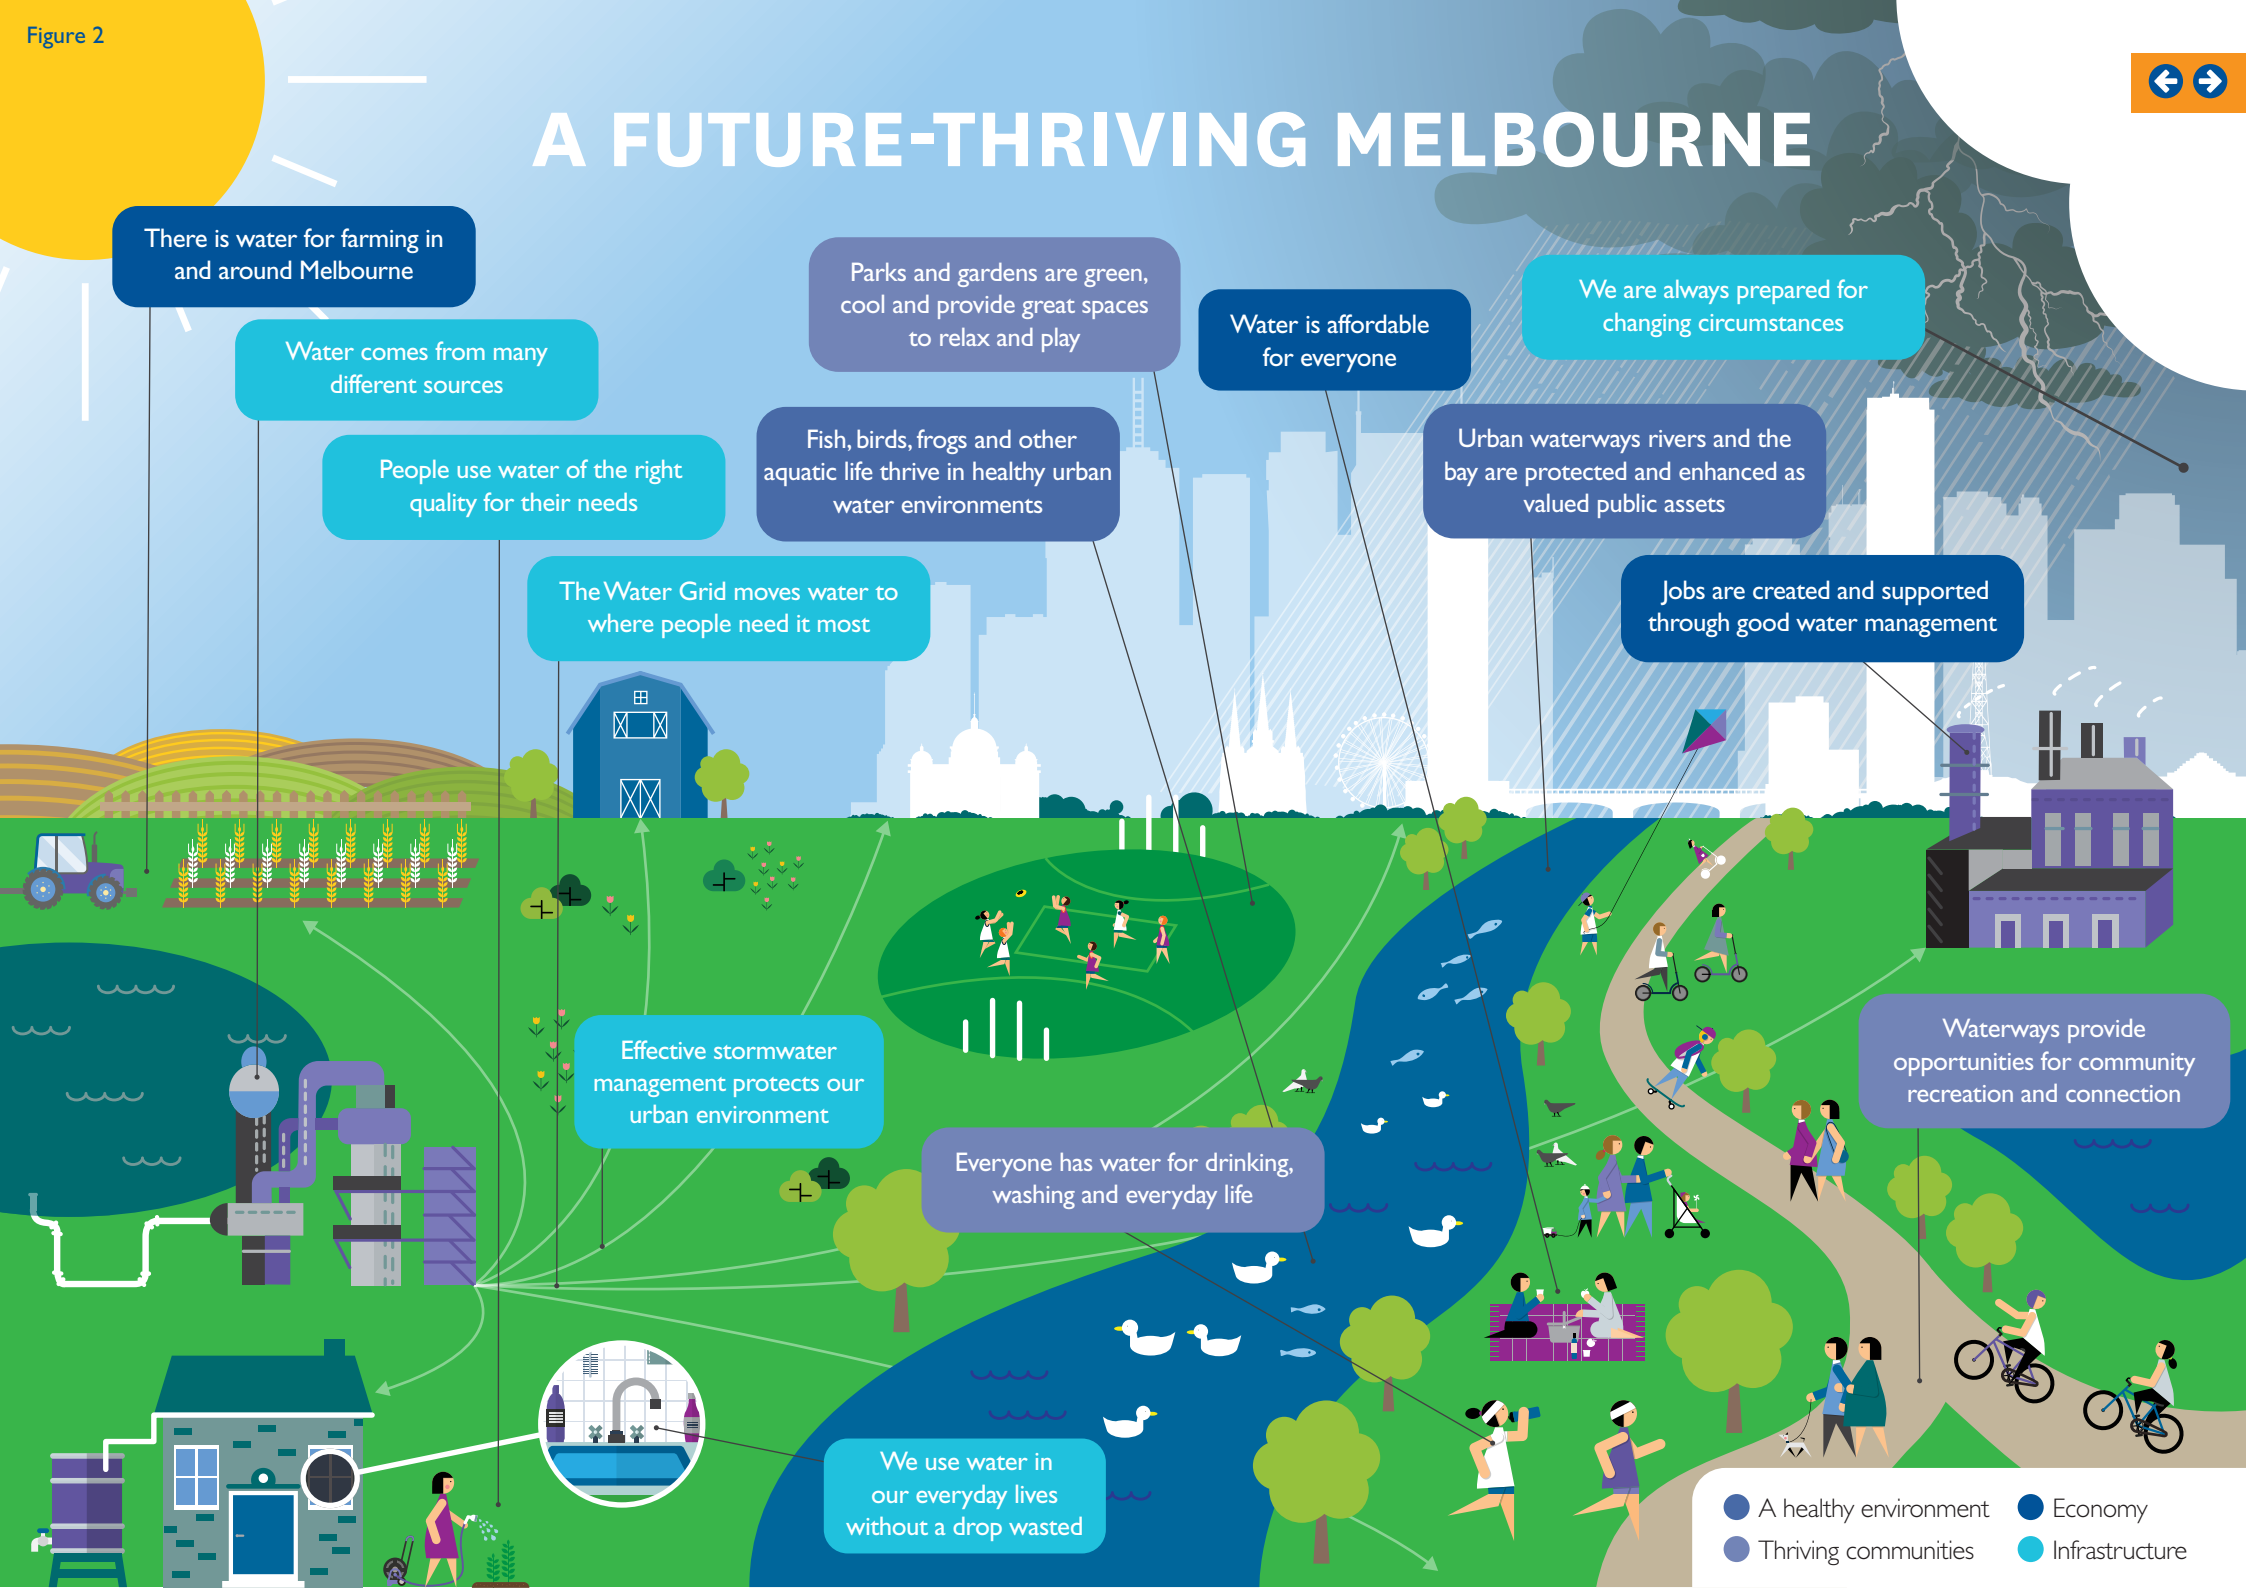 Figure 2
A FUTURE-THRIVING MELBOURNE
There is water for farming in
and around Melbourne
Water comes from many
different sources
People use water of the right
quality for their needs
The Water Grid moves water to
where people need it most
Parks and gardens are green,
cool and provide great spaces
to relax and play
Fish, birds, frogs and other
aquatic life thrive in healthy urban
water environments
Water is affordable
for everyone
We are always prepared for
changing circumstances
Urban waterways rivers and the
bay are protected and enhanced as
valued public assets
Jobs are created and supported
through good water management
Effective stormwater
management protects our
urban environment
Everyone has water for drinking,
washing and everyday life
Waterways provide
opportunities for community
recreation and connection
We use water in
our everyday lives
without a drop wasted
A healthy environment
Economy
Thriving communities
Infrastructure